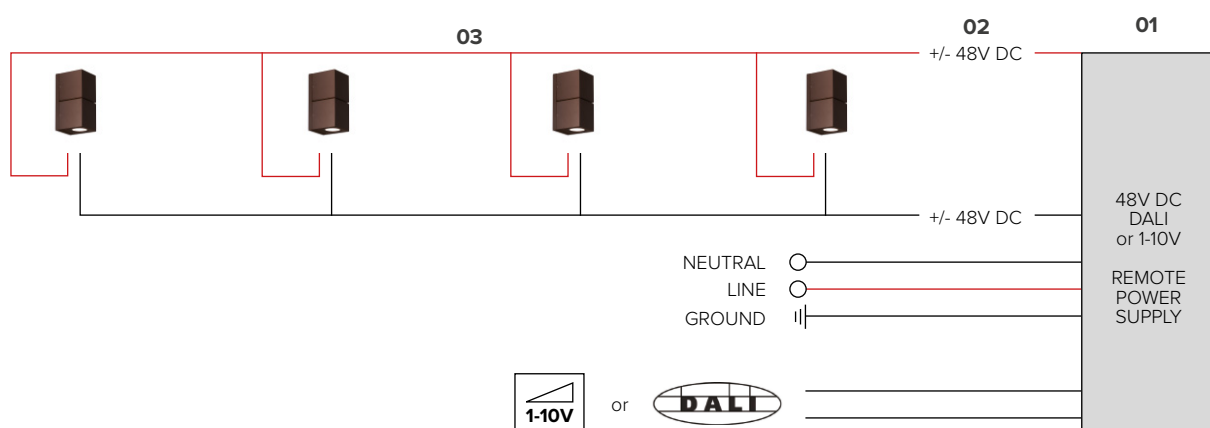 03
02
01
+/- 48V DC
+/- 48V DC
48V DC
DALI
or 1-10V
REMOTE
POWER
SUPPLY
NEUTRAL
LINE
GROUND
1-10V
or
DALI